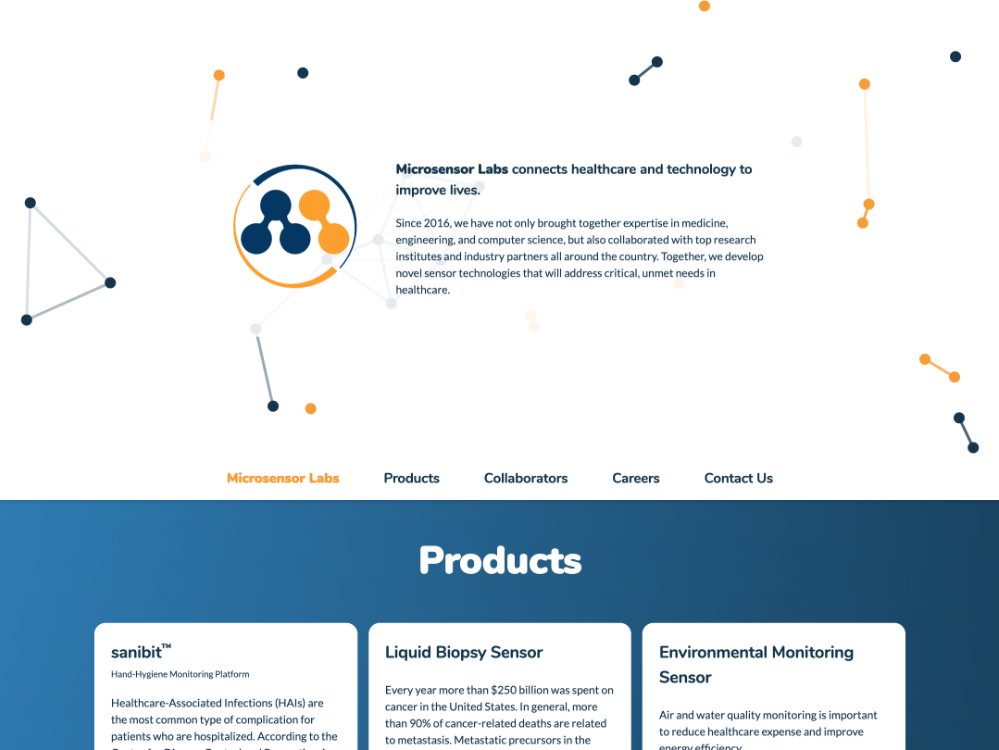 Microsensor Labs connects healthcare and technology to
improve lives.
Since 2016, we have not only brought together expertise in medicine,
engineering, and computer science, but also collaborated with top research
institutes and industry partners all around the country. Together, we develop
novel sensor technologies that will address critical, unmet needs in
healthcare.
Microsensor Labs Products Collaborators Careers Contact Us
Products
sanibit™
Hand-Hygiene Monitoring Platform
Healthcare-Associated Infections (HAIs) are
the most common type of complication for
patients who are hospitalized. According to the
Liquid Biopsy Sensor
Every year more than $250 billion was spent on
cancer in the United States. In general, more
than 90% of cancer-related deaths are related
to metastasis. Metastatic precursors in the
Environmental Monitoring
Sensor
Air and water quality monitoring is important
to reduce healthcare expense and improve
energy efficiency.